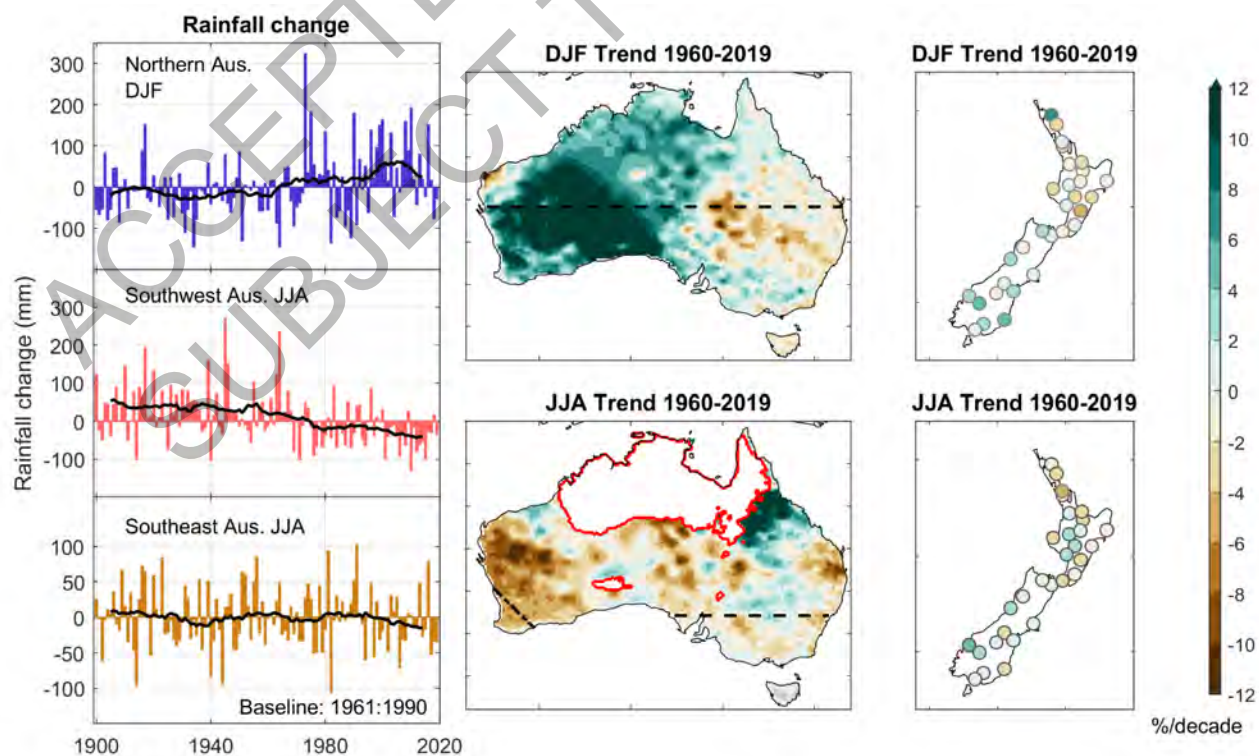 ACCEPTE
SUBJECT T
Rainfall change
Northern Aus.
DJF
300
200
100
0
-100
Southwest Aus. JJA
300
200
100
0
-100
Southeast Aus. JJA
100
50
0
-50
-100
Baseline: 1961:1990
1900
1940
1980
2020
Rainfall change (mm)
DJF Trend 1960-2019
DJF Trend 1960-2019
JJA Trend 1960-2019
JJA Trend 1960-2019
12
8
6
4
2
0
-2
-4
-6
-8
-10
-12
%/decade